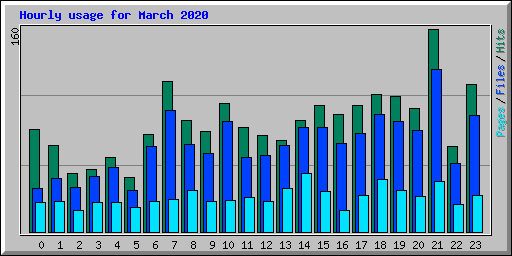 Hourly usage for March 2020
160
Pages/Files/Hits
0 1 2 3 4 5 6 7 8 9 10 11 12 13 14 15 16 17 18 19 20 21 22 23